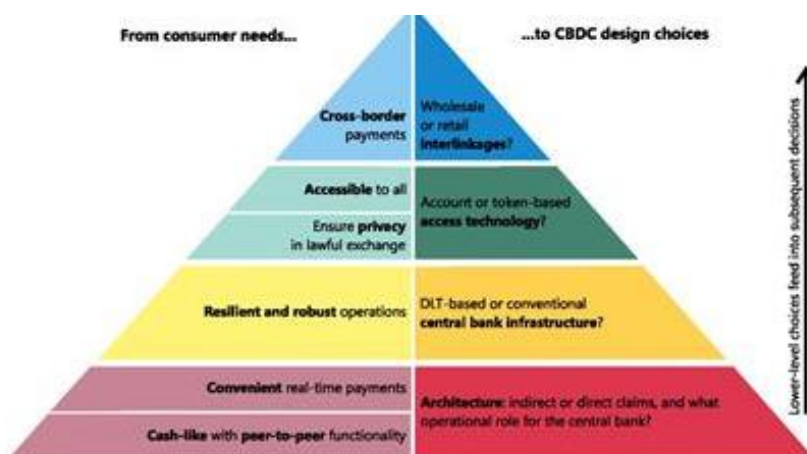 From consumer needs...
...to CBDC design choices
Cross-border
payments
Wholesale
or retail
interlinkages?
Accessible to all
Ensure privacy
in lawful exchange
Account or token-based
access technology?
Resilient and robust operations
DLT-based or conventional
central bank infrastructure?
Convenient real-time payments
Cash-like with peer-to-peer functionality
Architecture: indirect or direct claims, and what
operational role for the central bank?
Lower-level choices feed into subsequent decisions